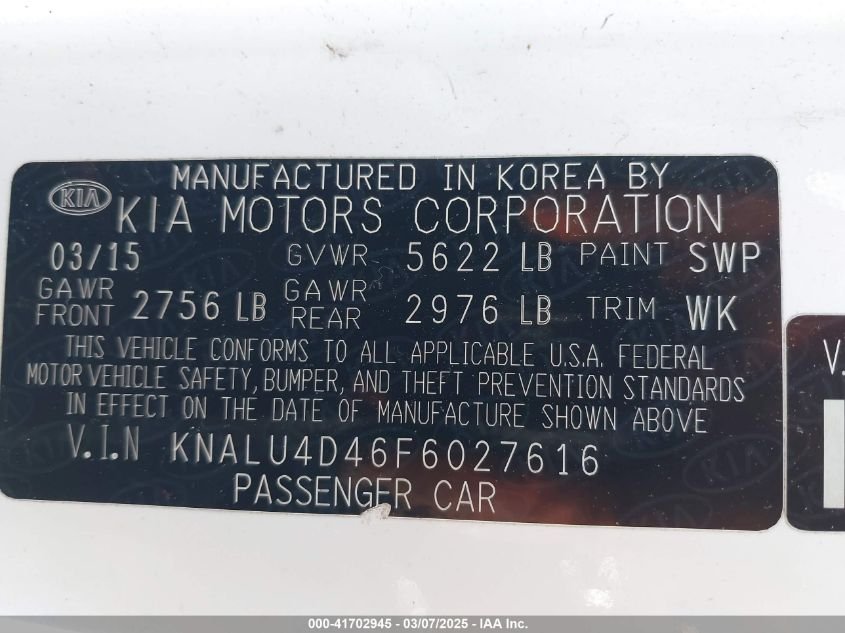 MANUFACTURED IN KOREA BY
KIA
KIA MOTORS CORPORATION
03/15 GVWR 5622 LB PAINT SWP
GAWR FRONT 2756 LB GAWR REAR 2976 LB TRIM WK
THIS VEHICLE CONFORMS TO ALL APPLICABLE U.S.A. FEDERAL
MOTOR VEHICLE SAFETY, BUMPER, AND THEFT PREVENTION STANDARDS
IN EFFECT ON THE DATE OF MANUFACTURE SHOWN ABOVE
V.I.N KNALU4D46F6027616
PASSENGER CAR
V.
000-41702945 - 03/07/2025 - IAA Inc.